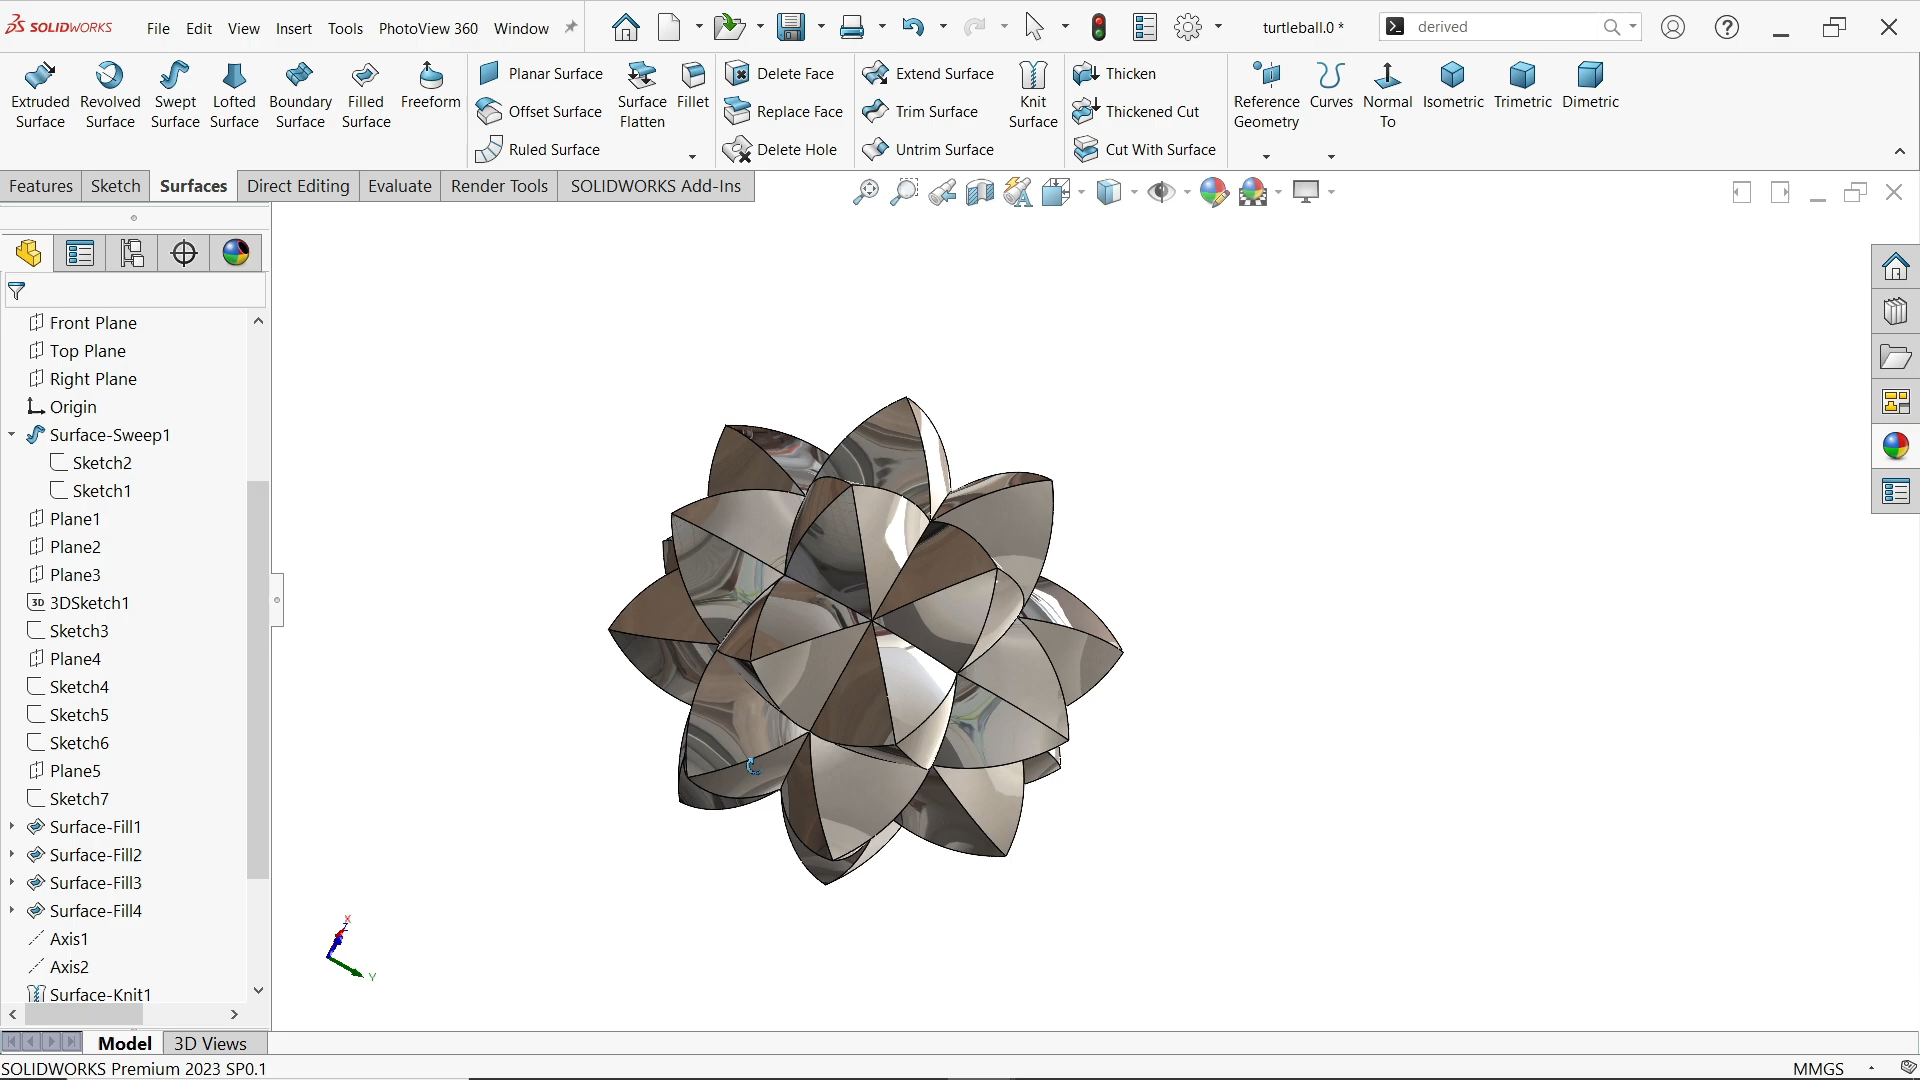 SOLIDWORKS File Edit View Insert Tools PhotoView 360 Window turtleball.0 * derived
Extruded Surface
Revolved Surface
Swept Surface
Lofted Surface
Boundary Surface
Filled Surface
Freeform
Planar Surface
Offset Surface
Ruled Surface
Surface Flatten
Fillet
Delete Face
Replace Face
Delete Hole
Extend Surface
Trim Surface
Untrim Surface
Knit Surface
Thicken
Thickened Cut
Cut With Surface
Reference Geometry
Curves
Normal To
Isometric
Trimetric
Dimetric
Features Sketch Surfaces Direct Editing Evaluate Render Tools SOLIDWORKS Add-Ins
Front Plane
Top Plane
Right Plane
Origin
Surface-Sweep1
Sketch2
Sketch1
Plane1
Plane2
Plane3
3D 3DSketch1
Sketch3
Plane4
Sketch4
Sketch5
Sketch6
Plane5
Sketch7
Surface-Fill1
Surface-Fill2
Surface-Fill3
Surface-Fill4
Axis1
Axis2
Surface-Knit1
X
Z
Y
Model 3D Views
SOLIDWORKS Premium 2023 SP0.1 MMGS